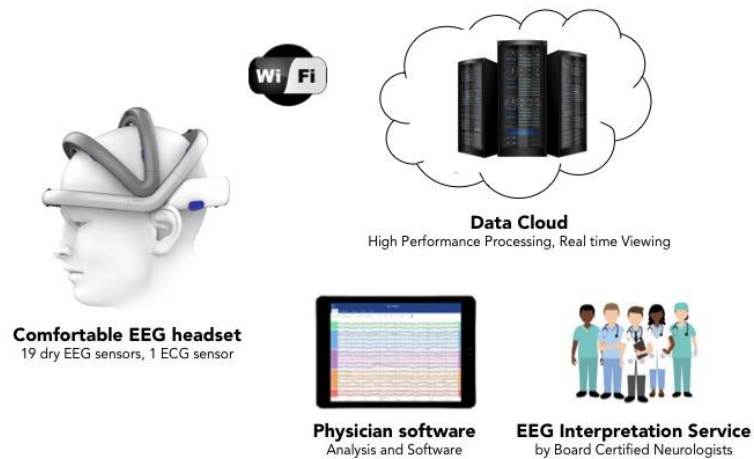 Wi Fi
Data Cloud
High Performance Processing, Real time Viewing
Comfortable EEG headset
19 dry EEG sensors, 1 ECG sensor
Physician software
Analysis and Software
EEG Interpretation Service
by Board Certified Neurologists